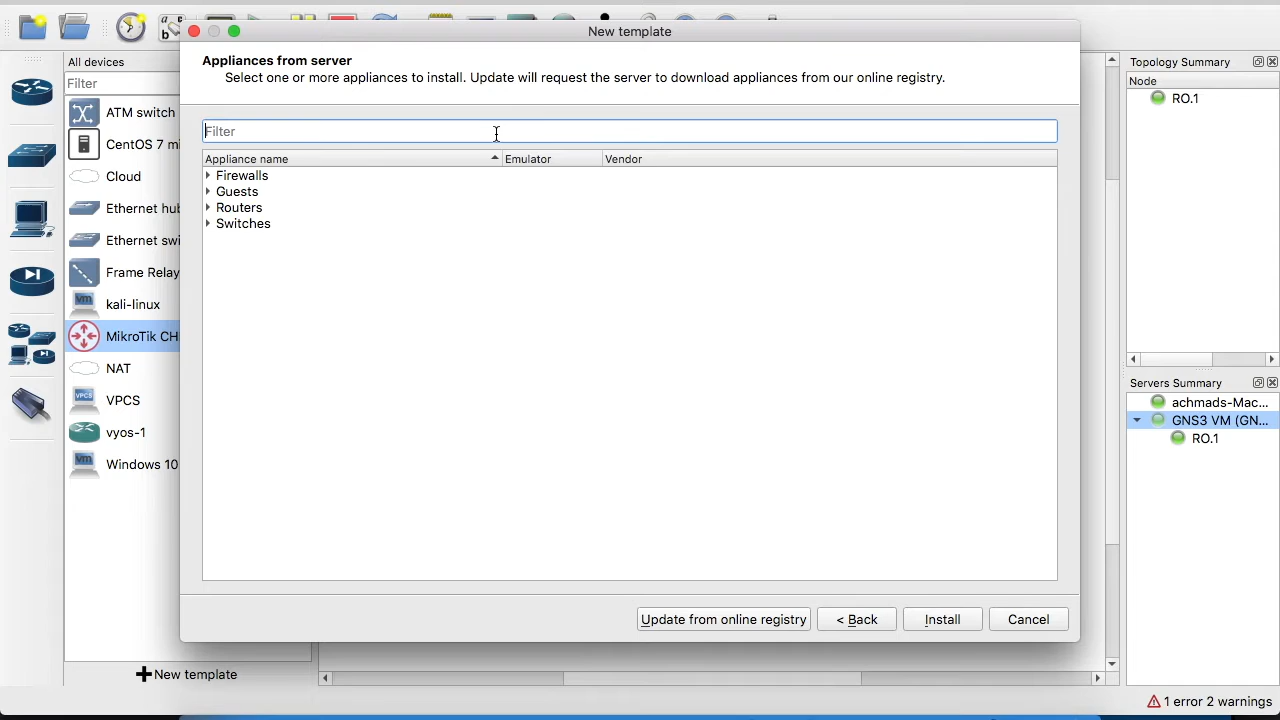 New template
Appliances from server
Select one or more appliances to install. Update will request the server to download appliances from our online registry.
Filter
Appliance name
Emulator
Vendor
Firewalls
Guests
Routers
Switches
Update from online registry
< Back
Install
Cancel
All devices
Filter
ATM switch
CentOS 7 mi
Cloud
Ethernet hub
Ethernet swi
Frame Relay
kali-linux
MikroTik CH
NAT
VPCS
vyos-1
Windows 10
New template
Topology Summary
Node
RO.1
Servers Summary
achmads-Mac...
GNS3 VM (GN...
RO.1
1 error 2 warnings